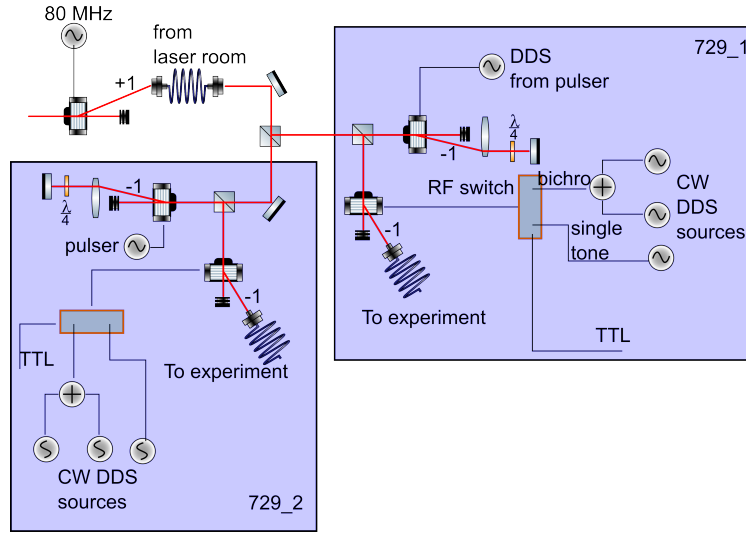 80 MHz
from
laser room
+1
729_1
DDS
from pulser
λ
4
-1
RF switch
bichro
CW
DDS
sources
single
tone
-1
To experiment
TTL
-1
λ
4
pulser
-1
To experiment
TTL
CW DDS
sources
729_2